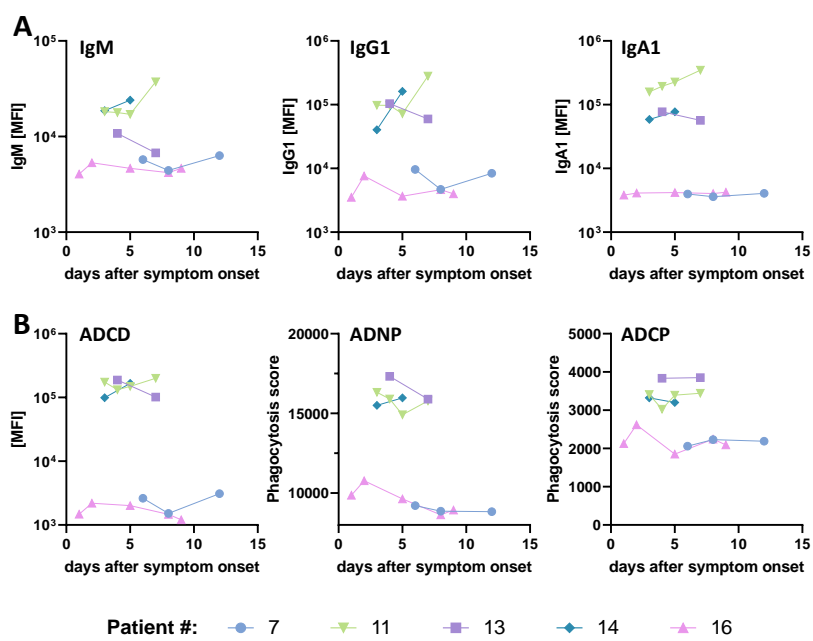 A
IgM
IgM [MFI]
10⁵
10⁴
10³
0 5 10 15
days after symptom onset
IgG1
IgG1 [MFI]
10⁶
10⁵
10⁴
10³
0 5 10 15
days after symptom onset
IgA1
IgA1 [MFI]
10⁶
10⁵
10⁴
10³
0 5 10 15
days after symptom onset
B
ADCD
[MFI]
10⁶
10⁵
10⁴
10³
0 5 10 15
days after symptom onset
ADNP
Phagocytosis score
20000
15000
10000
0 5 10 15
days after symptom onset
ADCP
Phagocytosis score
5000
4000
3000
2000
1000
0
0 5 10 15
days after symptom onset
Patient #: 7 11 13 14 16